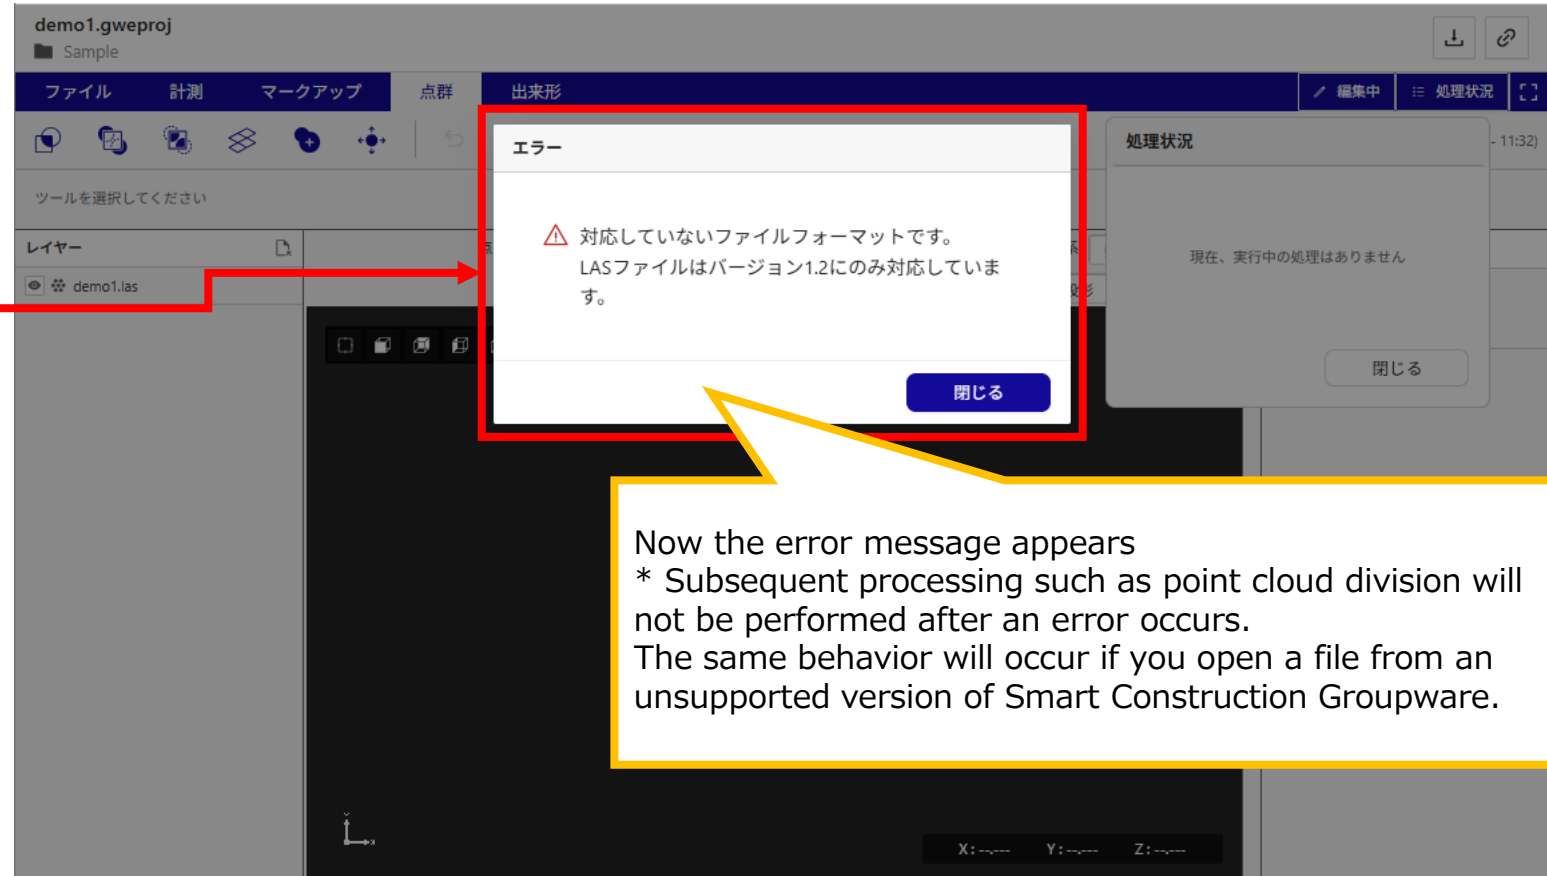 demo1.gweproj
Sample
ファイル 計測 マークアップ 点群 出来形 編集中 処理状況
- 11:32)
ツールを選択してください
レイヤー
demo1.las
エラー
対応していないファイルフォーマットです。
LASファイルはバージョン1.2にのみ対応していま
す。
閉じる
処理状況
現在、実行中の処理はありません
閉じる
Now the error message appears
* Subsequent processing such as point cloud division will
not be performed after an error occurs.
The same behavior will occur if you open a file from an
unsupported version of Smart Construction Groupware.
X:--.--- Y:--.--- Z:--.---